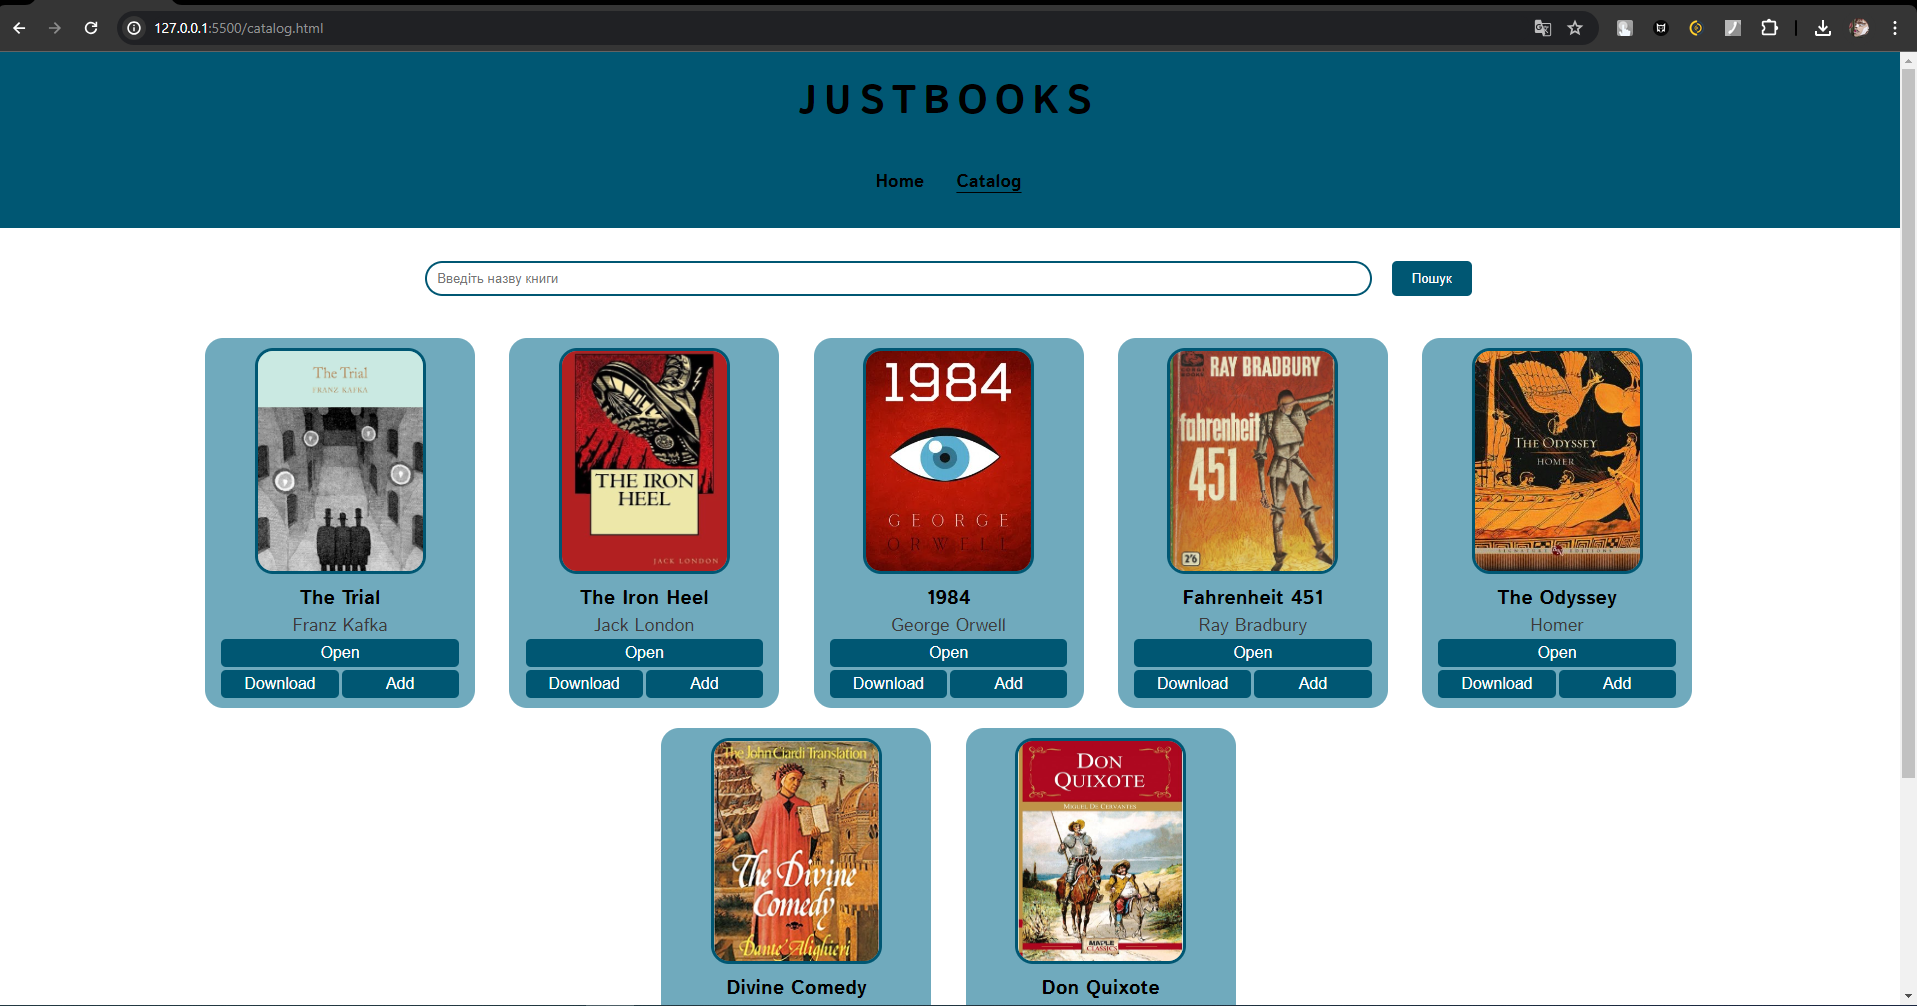 127.0.0.1:5500/catalog.html
JUSTBOOKS
Home Catalog
Введіть назву книги
Пошук
The Trial
FRANZ KAFKA
THE IRON
HEEL
JACK LONDON
1984
GEORGE
ORWELL
RAY BRADBURY
fahrenheit
451
2'6
THE ODYSSEY
HOMER
SIGNATURE EDITIONS
The Trial
Franz Kafka
Open
Download Add
The Iron Heel
Jack London
Open
Download Add
1984
George Orwell
Open
Download Add
Fahrenheit 451
Ray Bradbury
Open
Download Add
The Odyssey
Homer
Open
Download Add
The John Ciardi Translation
The Divine
Comedy
Dante Alighieri
DON
QUIXOTE
MIGUEL DE CERVANTES
MAPLE
CLASSICS
Divine Comedy
Don Quixote